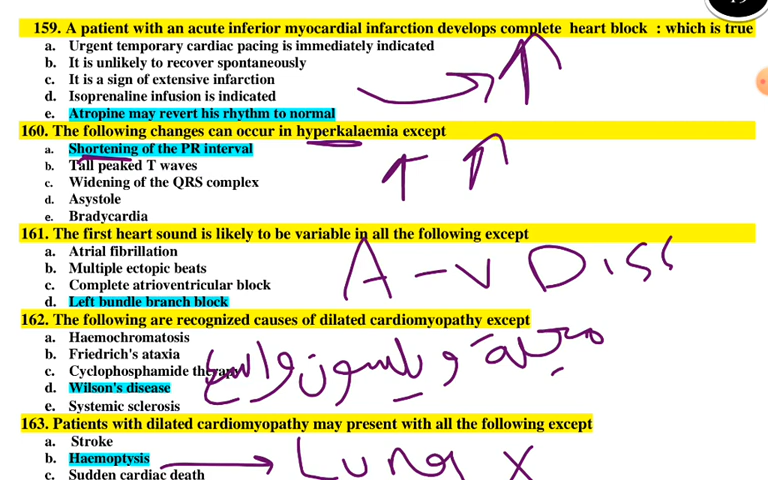 159. A patient with an acute inferior myocardial infarction develops complete heart block : which is true
a. Urgent temporary cardiac pacing is immediately indicated
b. It is unlikely to recover spontaneously
c. It is a sign of extensive infarction
d. Isoprenaline infusion is indicated
e. Atropine may revert his rhythm to normal
160. The following changes can occur in hyperkalaemia except
a. Shortening of the PR interval
b. Tall peaked T waves
c. Widening of the QRS complex
d. Asystole
e. Bradycardia
161. The first heart sound is likely to be variable in all the following except
a. Atrial fibrillation
b. Multiple ectopic beats
c. Complete atrioventricular block
d. Left bundle branch block
A-V Diss
162. The following are recognized causes of dilated cardiomyopathy except
a. Haemochromatosis
b. Friedrich's ataxia
c. Cyclophosphamide therapy
d. Wilson's disease
e. Systemic sclerosis
163. Patients with dilated cardiomyopathy may present with all the following except
a. Stroke
b. Haemoptysis
Lung X
c. Sudden cardiac death